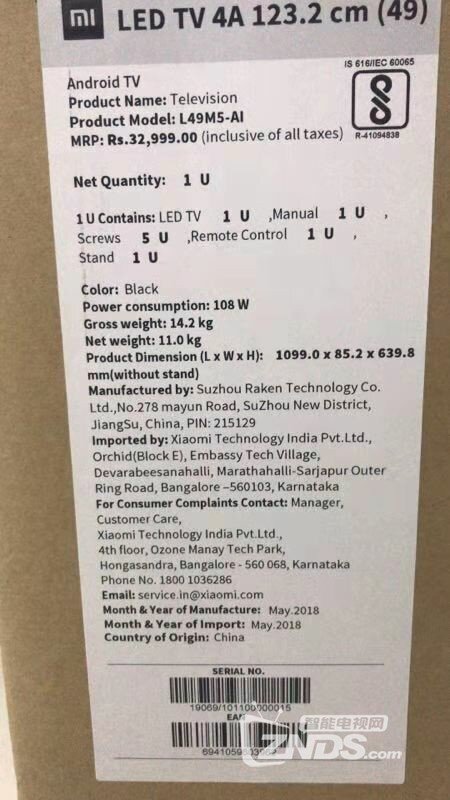 mi LED TV 4A 123.2 cm (49)
IS 616/IEC 60065
Android TV
Product Name: Television
Product Model: L49M5-AI
MRP: Rs.32,999.00 (inclusive of all taxes)
R-41094838
Net Quantity: 1 U
1 U Contains: LED TV 1 U ,Manual 1 U ,
Screws 5 U ,Remote Control 1 U ,
Stand 1 U
Color: Black
Power consumption: 108 W
Gross weight: 14.2 kg
Net weight: 11.0 kg
Product Dimension (L x W x H): 1099.0 x 85.2 x 639.8
mm(without stand)
Manufactured by: Suzhou Raken Technology Co.
Ltd.,No.278 mayun Road, SuZhou New District,
JiangSu, China, PIN: 215129
Imported by: Xiaomi Technology India Pvt.Ltd.,
Orchid(Block E), Embassy Tech Village,
Devarabeesanahalli, Marathahalli-Sarjapur Outer
Ring Road, Bangalore –560103, Karnataka
For Consumer Complaints Contact: Manager,
Customer Care,
Xiaomi Technology India Pvt.Ltd.,
4th floor, Ozone Manay Tech Park,
Hongasandra, Bangalore - 560 068, Karnataka
Phone No. 1800 1036286
Email: service.in@xiaomi.com
Month & Year of Manufacture: May.2018
Month & Year of Import: May.2018
Country of Origin: China
SERIAL NO.
19069/101100000015
智能电视网
ZNDS.com